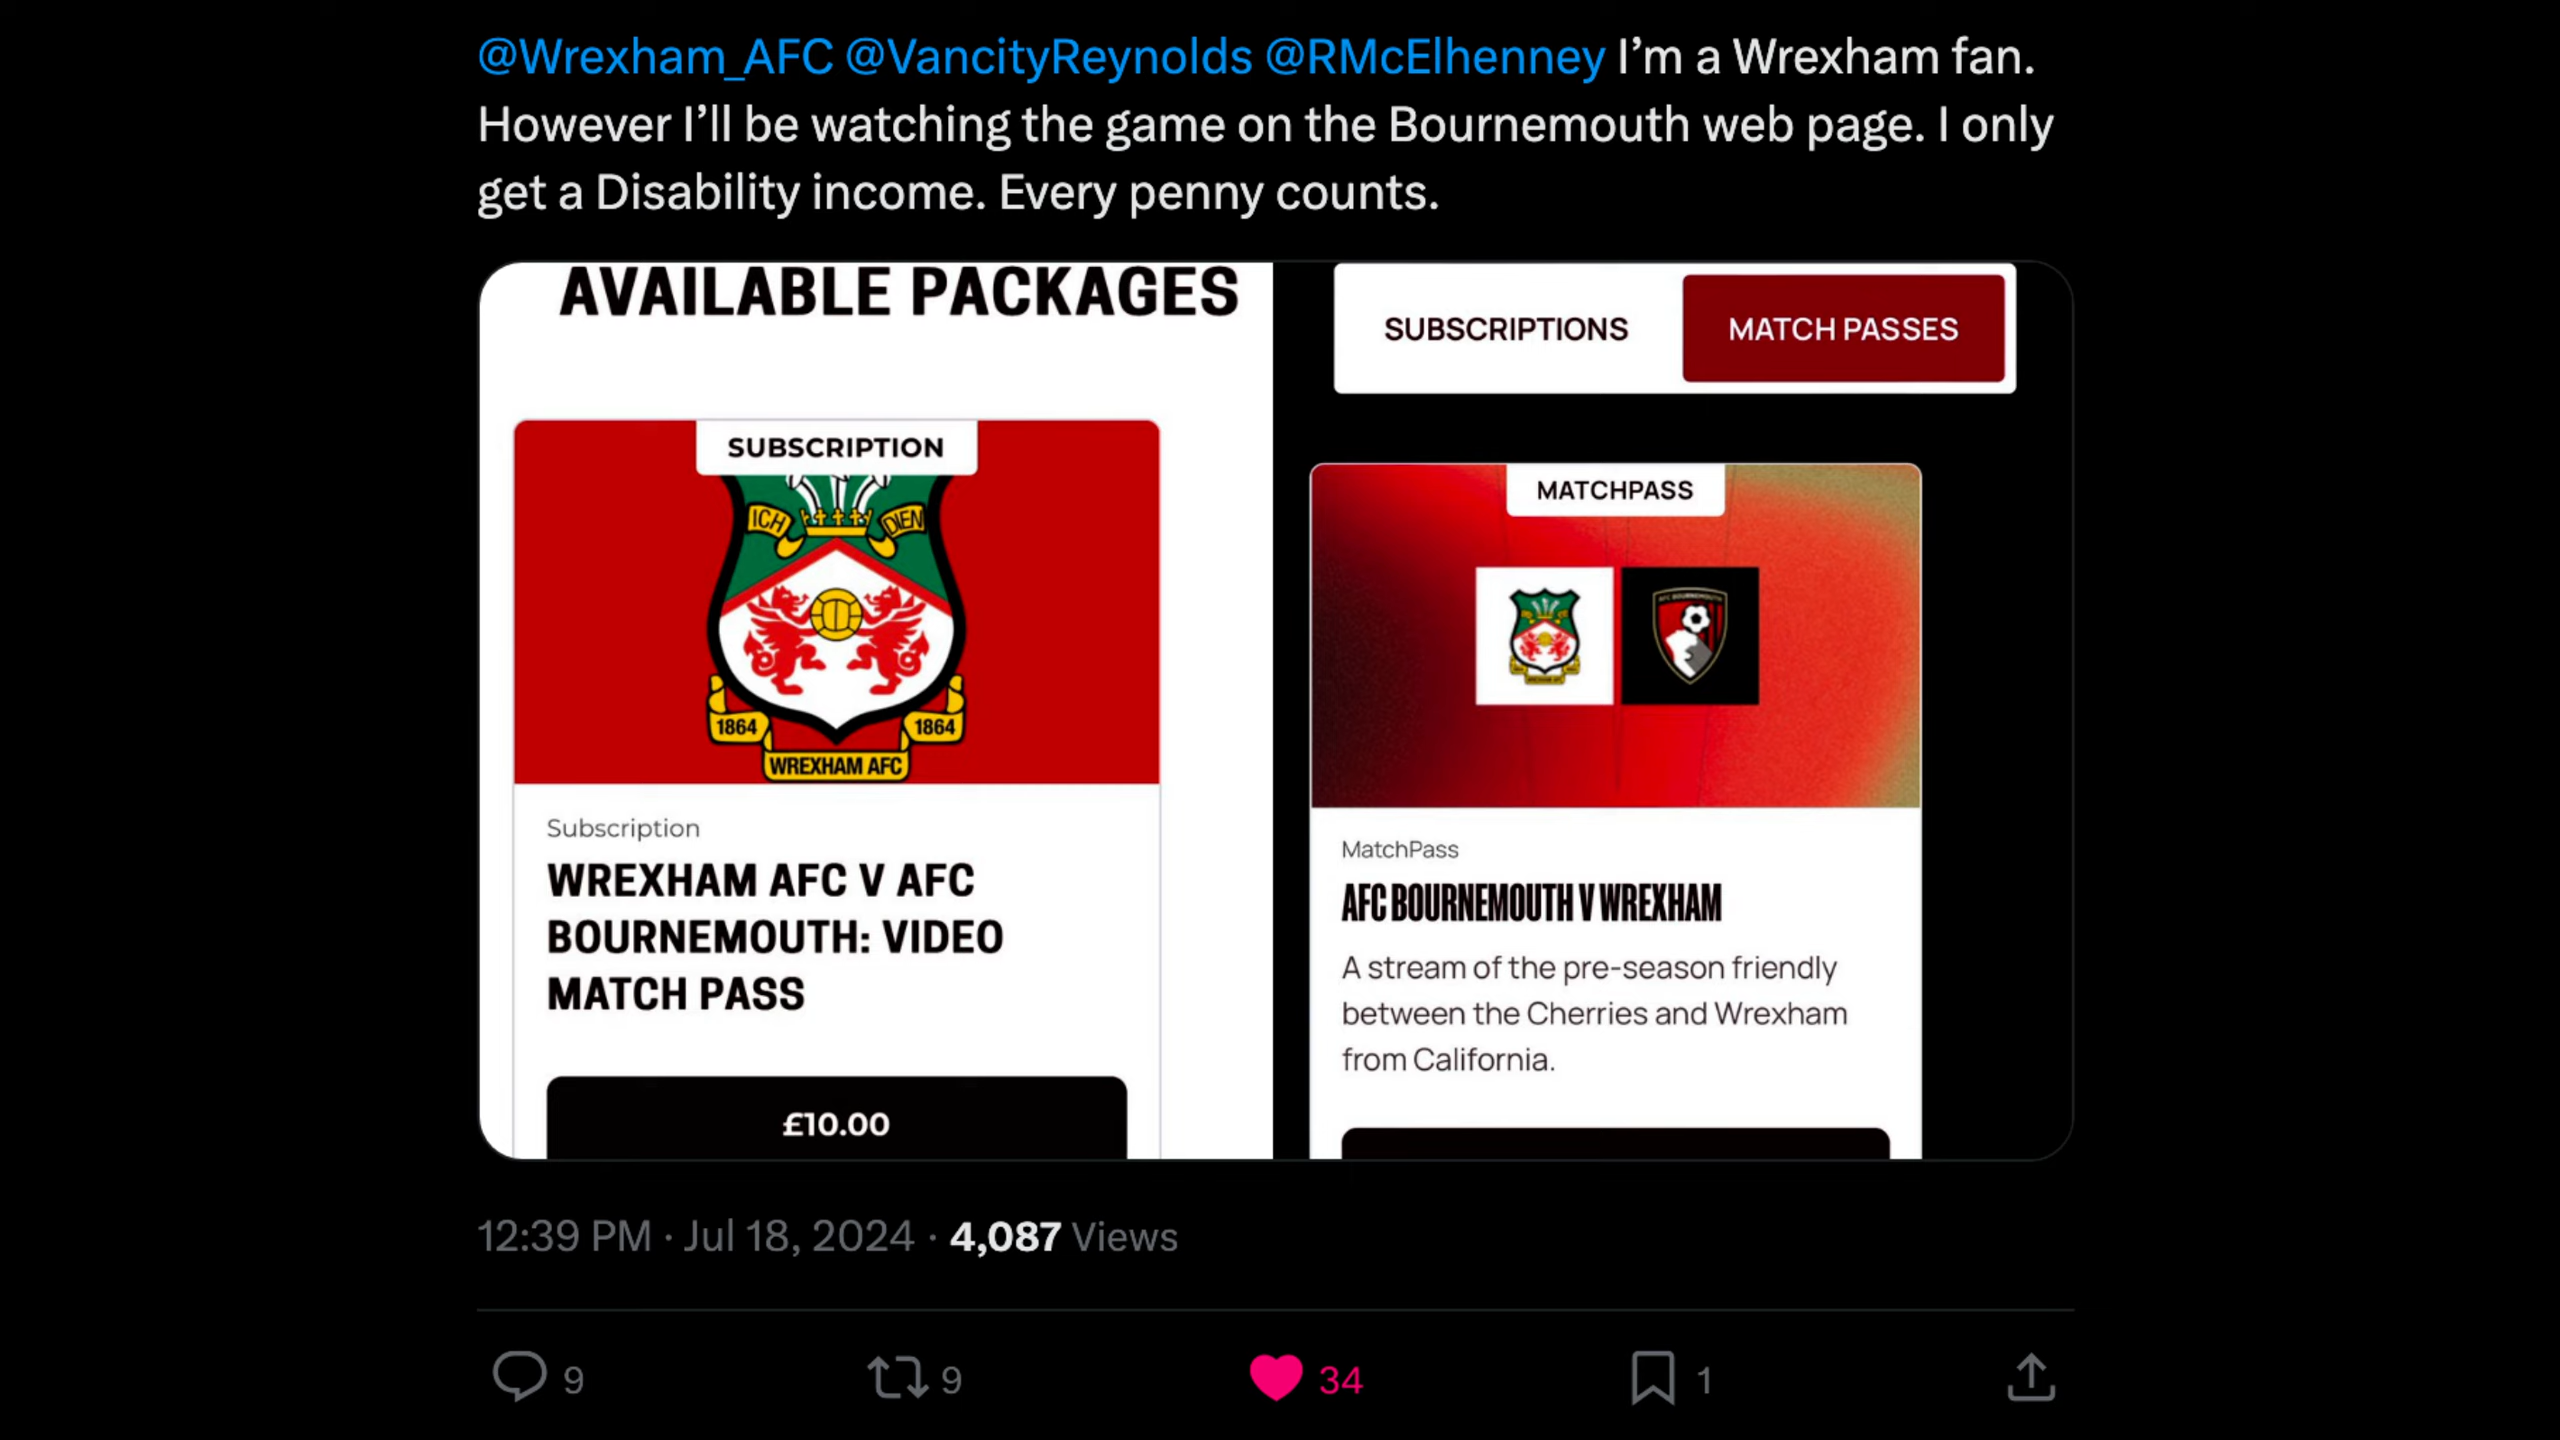 @Wrexham_AFC @VancityReynolds @RMcElhenney I’m a Wrexham fan.
However I’ll be watching the game on the Bournemouth web page. I only
get a Disability income. Every penny counts.
AVAILABLE PACKAGES
SUBSCRIPTION
ICH DIEN
1864 1864
WREXHAM AFC
Subscription
WREXHAM AFC V AFC
BOURNEMOUTH: VIDEO
MATCH PASS
£10.00
SUBSCRIPTIONS MATCH PASSES
MATCHPASS
AFC BOURNEMOUTH
MatchPass
AFC BOURNEMOUTH V WREXHAM
A stream of the pre-season friendly
between the Cherries and Wrexham
from California.
12:39 PM · Jul 18, 2024 · 4,087 Views
9 9 34 1